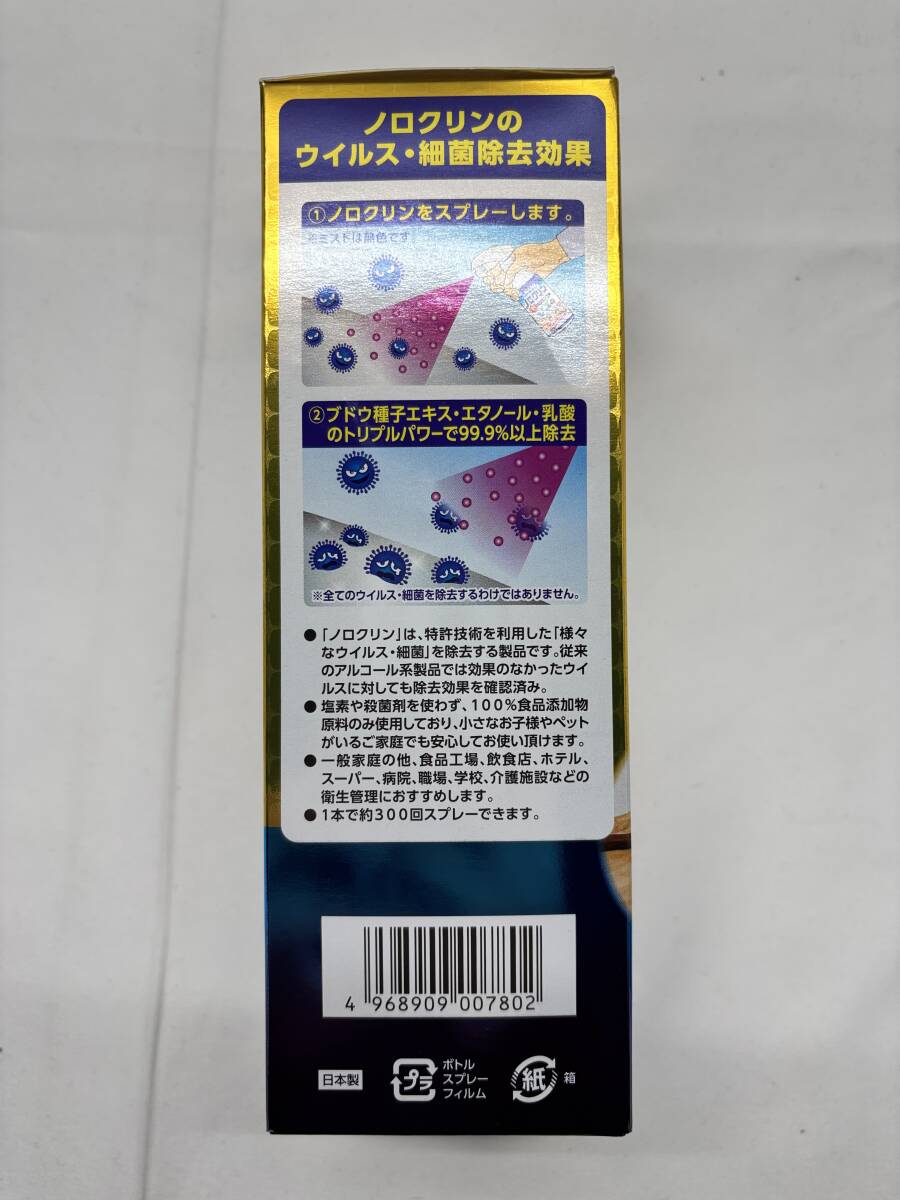 ノロクリンの
ウイルス・細菌除去効果
①ノロクリンをスプレーします。
※ミストは無色です
②ブドウ種子エキス・エタノール・乳酸
のトリプルパワーで99.9%以上除去
※全てのウイルス・細菌を除去するわけではありません。
●「ノロクリン」は、特許技術を利用した「様々
なウイルス・細菌」を除去する製品です。従来
のアルコール系製品では効果のなかったウイ
ルスに対しても除去効果を確認済み。
●塩素や殺菌剤を使わず、100%食品添加物
原料のみ使用しており、小さなお子様やペット
がいるご家庭でも安心してお使い頂けます。
●一般家庭の他、食品工場、飲食店、ホテル、
スーパー、病院、職場、学校、介護施設などの
衛生管理におすすめします。
●1本で約300回スプレーできます。
4 968909 007802
日本製
プラ
ボトル
スプレー
フィルム
紙
箱